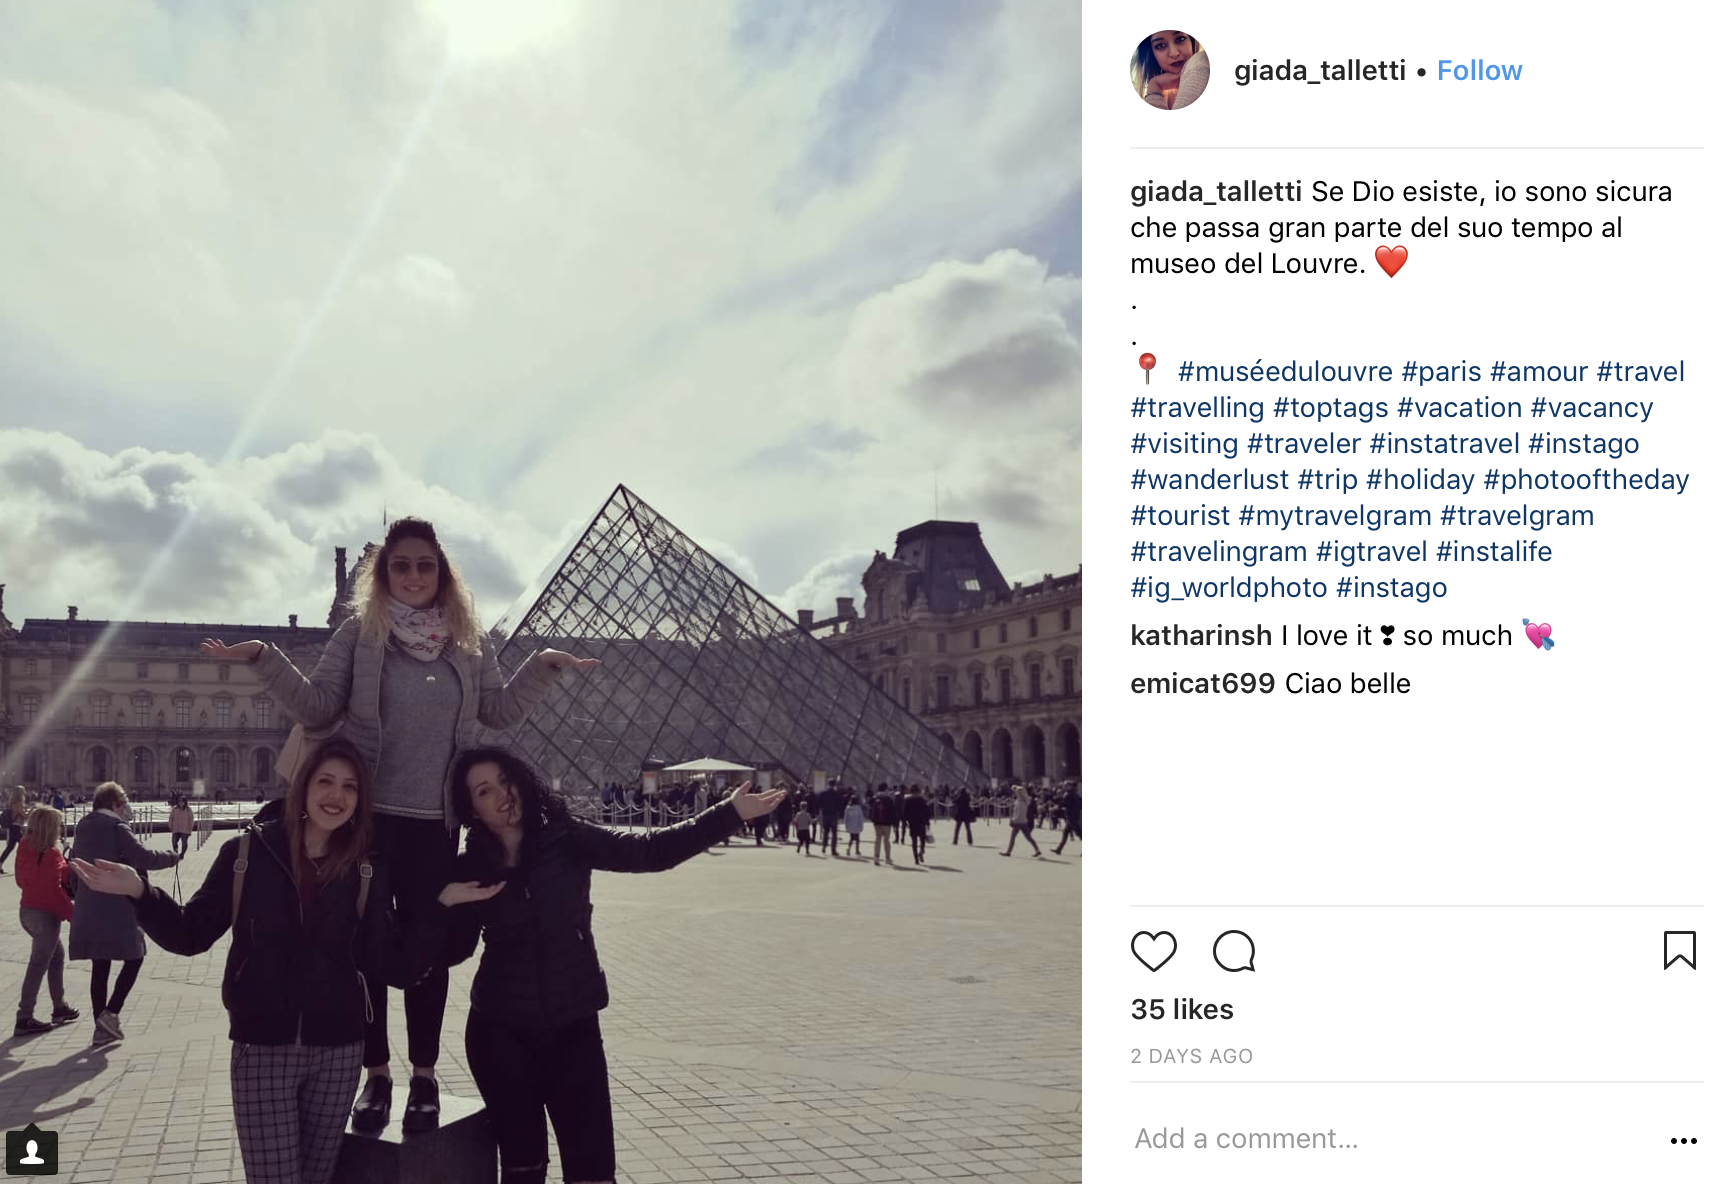 giada_talletti • Follow
giada_talletti Se Dio esiste, io sono sicura
che passa gran parte del suo tempo al
museo del Louvre. ❤️
.
.
📍 #muséedulouvre #paris #amour #travel
#travelling #toptags #vacation #vacancy
#visiting #traveler #instatravel #instago
#wanderlust #trip #holiday #photooftheday
#tourist #mytravelgram #travelgram
#travelingram #igtravel #instalife
#ig_worldphoto #instago
katharinsh I love it ❣ so much 💘
emicat699 Ciao belle
35 likes
2 DAYS AGO
Add a comment...